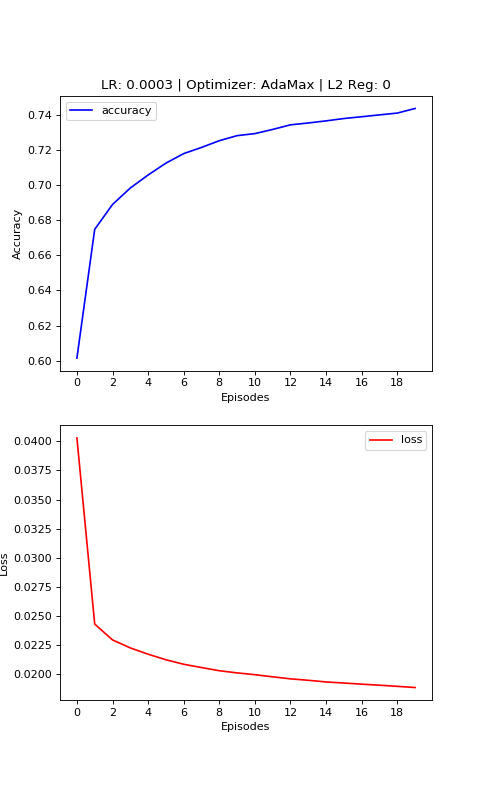 LR: 0.0003 | Optimizer: AdaMax | L2 Reg: 0
accuracy
0.74
0.72
0.70
0.68
0.66
0.64
0.62
0.60
Accuracy
0 2 4 6 8 10 12 14 16 18
Episodes
loss
0.0400
0.0375
0.0350
0.0325
0.0300
0.0275
0.0250
0.0225
0.0200
Loss
0 2 4 6 8 10 12 14 16 18
Episodes